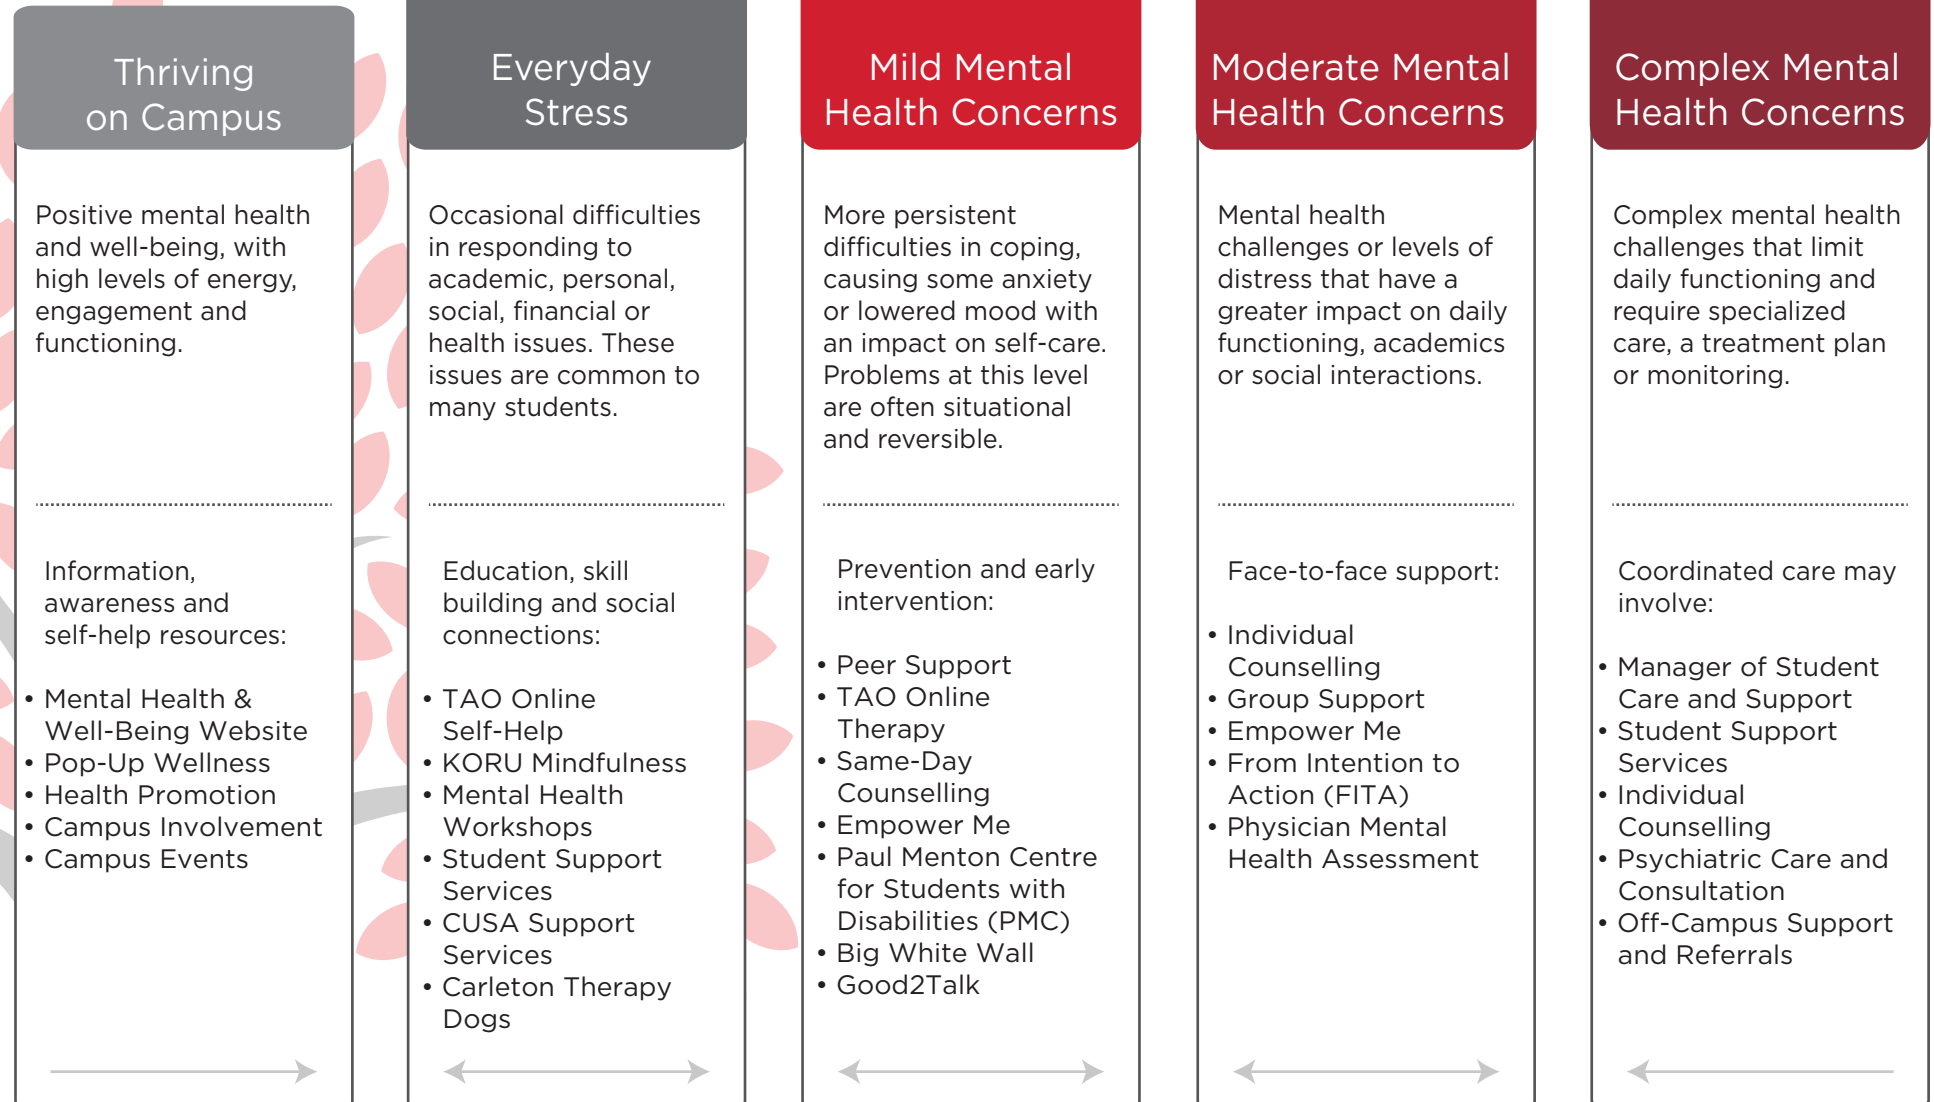 Thriving
on Campus
Positive mental health
and well-being, with
high levels of energy,
engagement and
functioning.
Information,
awareness and
self-help resources:
• Mental Health &
Well-Being Website
• Pop-Up Wellness
• Health Promotion
• Campus Involvement
• Campus Events
Everyday
Stress
Occasional difficulties
in responding to
academic, personal,
social, financial or
health issues. These
issues are common to
many students.
Education, skill
building and social
connections:
• TAO Online
Self-Help
• KORU Mindfulness
• Mental Health
Workshops
• Student Support
Services
• CUSA Support
Services
• Carleton Therapy
Dogs
Mild Mental
Health Concerns
More persistent
difficulties in coping,
causing some anxiety
or lowered mood with
an impact on self-care.
Problems at this level
are often situational
and reversible.
Prevention and early
intervention:
• Peer Support
• TAO Online
Therapy
• Same-Day
Counselling
• Empower Me
• Paul Menton Centre
for Students with
Disabilities (PMC)
• Big White Wall
• Good2Talk
Moderate Mental
Health Concerns
Mental health
challenges or levels of
distress that have a
greater impact on daily
functioning, academics
or social interactions.
Face-to-face support:
• Individual
Counselling
• Group Support
• Empower Me
• From Intention to
Action (FITA)
• Physician Mental
Health Assessment
Complex Mental
Health Concerns
Complex mental health
challenges that limit
daily functioning and
require specialized
care, a treatment plan
or monitoring.
Coordinated care may
involve:
• Manager of Student
Care and Support
• Student Support
Services
• Individual
Counselling
• Psychiatric Care and
Consultation
• Off-Campus Support
and Referrals